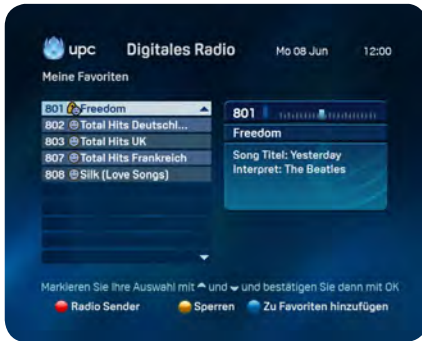 upc Digitales Radio Mo 08 Jun 12:00
Meine Favoriten
801 Freedom
802 Total Hits Deutschl...
803 Total Hits UK
807 Total Hits Frankreich
808 Silk (Love Songs)
801
Freedom
Song Titel: Yesterday
Interpret: The Beatles
Markieren Sie Ihre Auswahl mit und und bestätigen Sie dann mit OK
Radio Sender Sperren Zu Favoriten hinzufügen